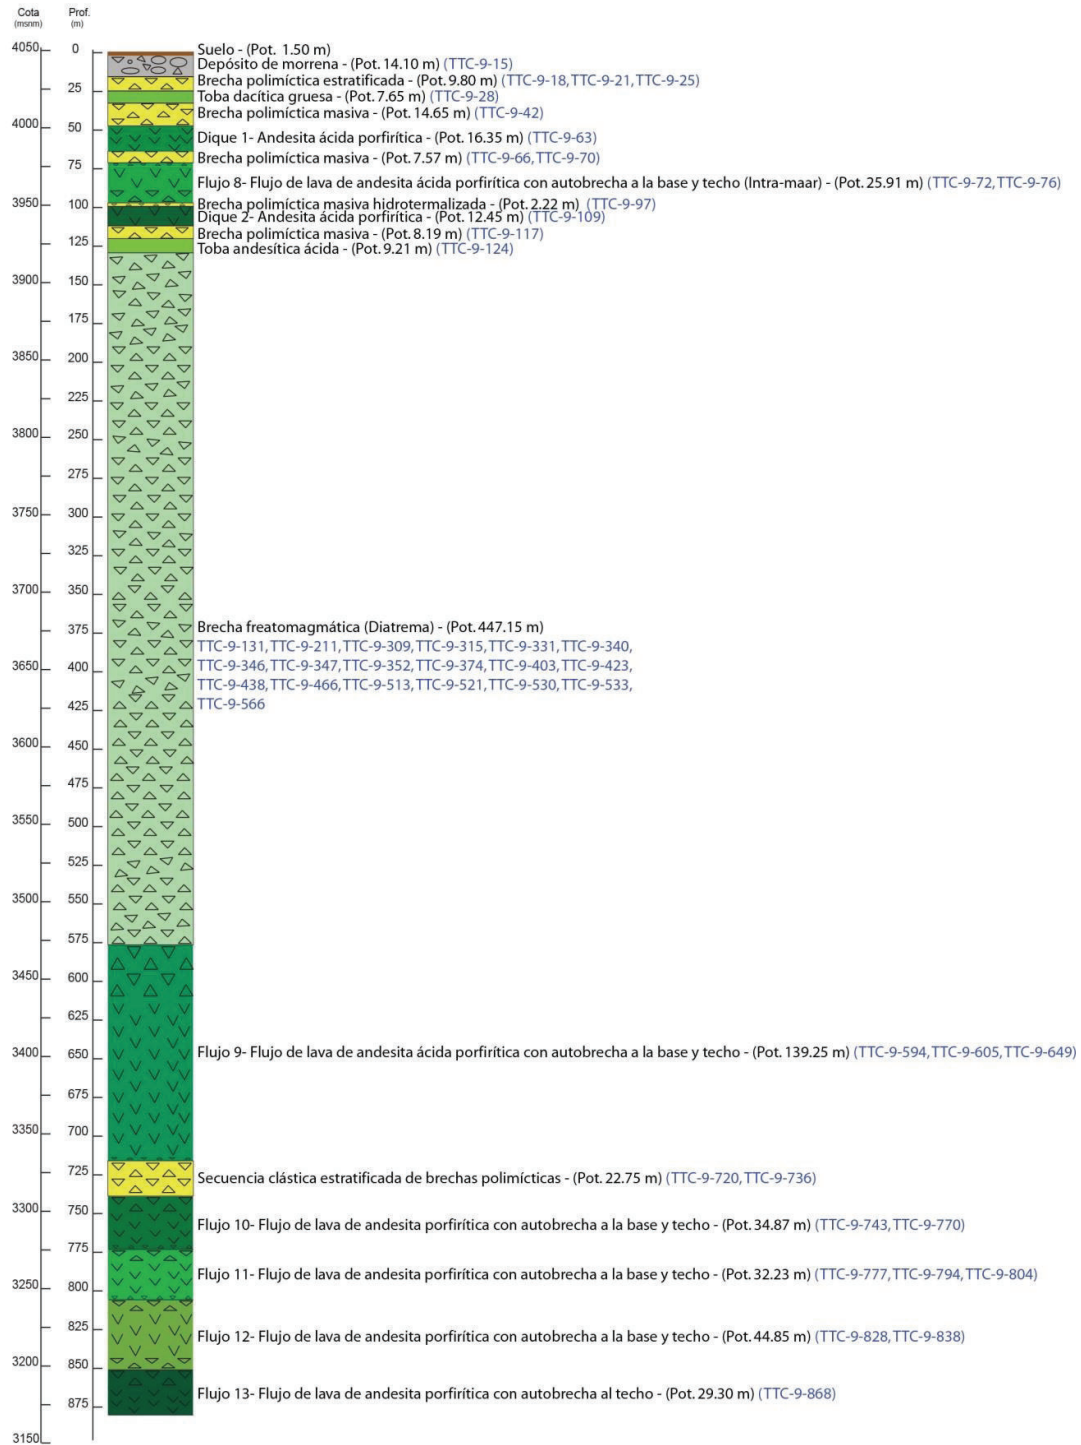 Cota
(msnm)
Prof.
(m)
4050
4000
3950
3900
3850
3800
3750
3700
3650
3600
3550
3500
3450
3400
3350
3300
3250
3200
3150
0
25
50
75
100
125
150
175
200
225
250
275
300
325
350
375
400
425
450
475
500
525
550
575
600
625
650
675
700
725
750
775
800
825
850
875
Suelo - (Pot. 1.50 m)
Depósito de morrena - (Pot. 14.10 m) (TTC-9-15)
Brecha polimíctica estratificada - (Pot. 9.80 m) (TTC-9-18, TTC-9-21, TTC-9-25)
Toba dacítica gruesa - (Pot. 7.65 m) (TTC-9-28)
Brecha polimíctica masiva - (Pot. 14.65 m) (TTC-9-42)
Dique 1- Andesita ácida porfirítica - (Pot. 16.35 m) (TTC-9-63)
Brecha polimíctica masiva - (Pot. 7.57 m) (TTC-9-66, TTC-9-70)
Flujo 8- Flujo de lava de andesita ácida porfirítica con autobrecha a la base y techo (Intra-maar) - (Pot. 25.91 m) (TTC-9-72, TTC-9-76)
Brecha polimíctica masiva hidrotermalizada - (Pot. 2.22 m) (TTC-9-97)
Dique 2- Andesita ácida porfirítica - (Pot. 12.45 m) (TTC-9-109)
Brecha polimíctica masiva - (Pot. 8.19 m) (TTC-9-117)
Toba andesítica ácida - (Pot. 9.21 m) (TTC-9-124)
Brecha freatomagmática (Diatrema) - (Pot. 447.15 m)
TTC-9-131, TTC-9-211, TTC-9-309, TTC-9-315, TTC-9-331, TTC-9-340,
TTC-9-346, TTC-9-347, TTC-9-352, TTC-9-374, TTC-9-403, TTC-9-423,
TTC-9-438, TTC-9-466, TTC-9-513, TTC-9-521, TTC-9-530, TTC-9-533,
TTC-9-566
Flujo 9- Flujo de lava de andesita ácida porfirítica con autobrecha a la base y techo - (Pot. 139.25 m) (TTC-9-594, TTC-9-605, TTC-9-649)
Secuencia clástica estratificada de brechas polimícticas - (Pot. 22.75 m) (TTC-9-720, TTC-9-736)
Flujo 10- Flujo de lava de andesita porfirítica con autobrecha a la base y techo - (Pot. 34.87 m) (TTC-9-743, TTC-9-770)
Flujo 11- Flujo de lava de andesita porfirítica con autobrecha a la base y techo - (Pot. 32.23 m) (TTC-9-777, TTC-9-794, TTC-9-804)
Flujo 12- Flujo de lava de andesita porfirítica con autobrecha a la base y techo - (Pot. 44.85 m) (TTC-9-828, TTC-9-838)
Flujo 13- Flujo de lava de andesita porfirítica con autobrecha al techo - (Pot. 29.30 m) (TTC-9-868)